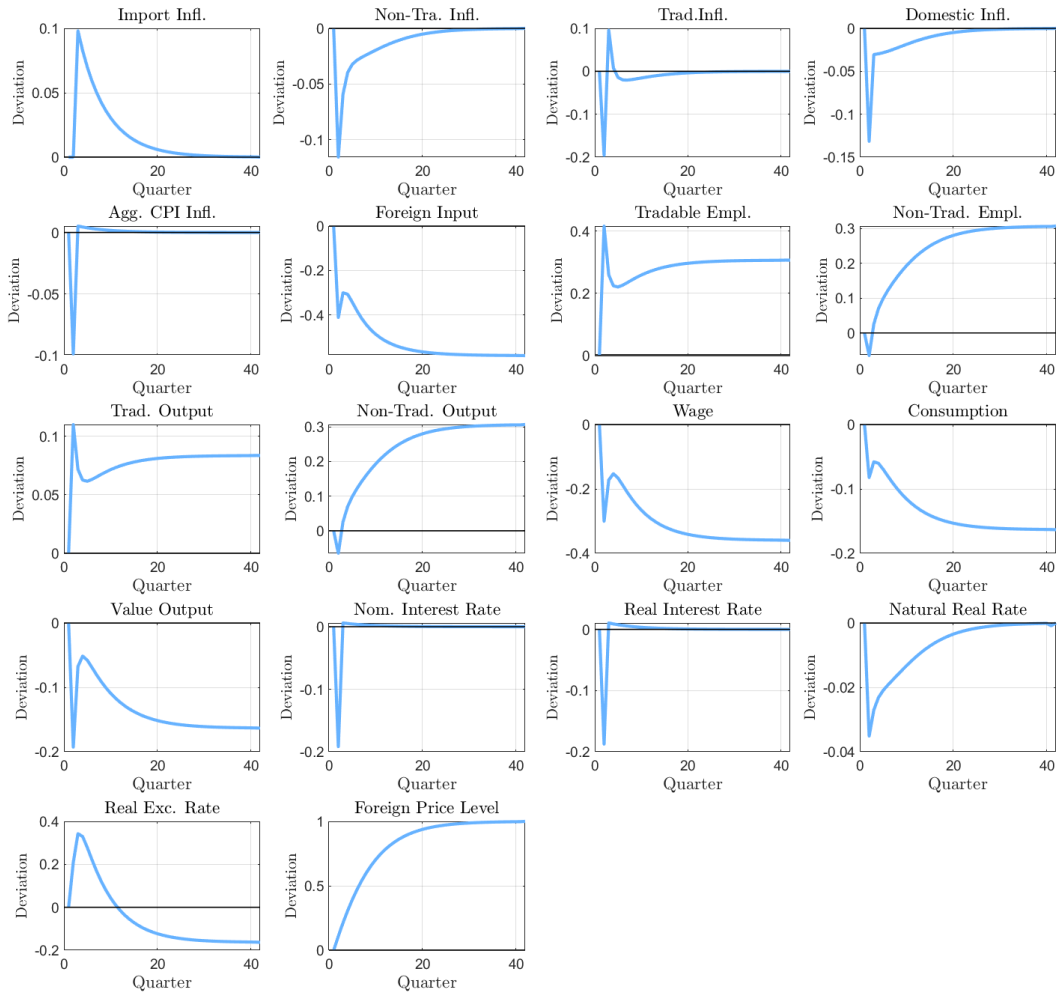 Import Infl.
Deviation
0.1
0.05
0
0
20
40
Quarter
Non-Tra. Infl.
Deviation
0
-0.05
-0.1
0
20
40
Quarter
Trad.Infl.
Deviation
0.1
0
-0.1
-0.2
0
20
40
Quarter
Domestic Infl.
Deviation
0
-0.05
-0.1
-0.15
0
20
40
Quarter
Agg. CPI Infl.
Deviation
0
-0.05
-0.1
0
20
40
Quarter
Foreign Input
Deviation
0
-0.2
-0.4
0
20
40
Quarter
Tradable Empl.
Deviation
0.4
0.2
0
0
20
40
Quarter
Non-Trad. Empl.
Deviation
0.3
0.2
0.1
0
0
20
40
Quarter
Trad. Output
Deviation
0.1
0.05
0
0
20
40
Quarter
Non-Trad. Output
Deviation
0.3
0.2
0.1
0
0
20
40
Quarter
Wage
Deviation
0
-0.2
-0.4
0
20
40
Quarter
Consumption
Deviation
0
-0.1
-0.2
0
20
40
Quarter
Value Output
Deviation
0
-0.1
-0.2
0
20
40
Quarter
Nom. Interest Rate
Deviation
0
-0.1
-0.2
0
20
40
Quarter
Real Interest Rate
Deviation
0
-0.1
-0.2
0
20
40
Quarter
Natural Real Rate
Deviation
0
-0.02
-0.04
0
20
40
Quarter
Real Exc. Rate
Deviation
0.4
0.2
0
-0.2
0
20
40
Quarter
Foreign Price Level
Deviation
1
0.5
0
0
20
40
Quarter